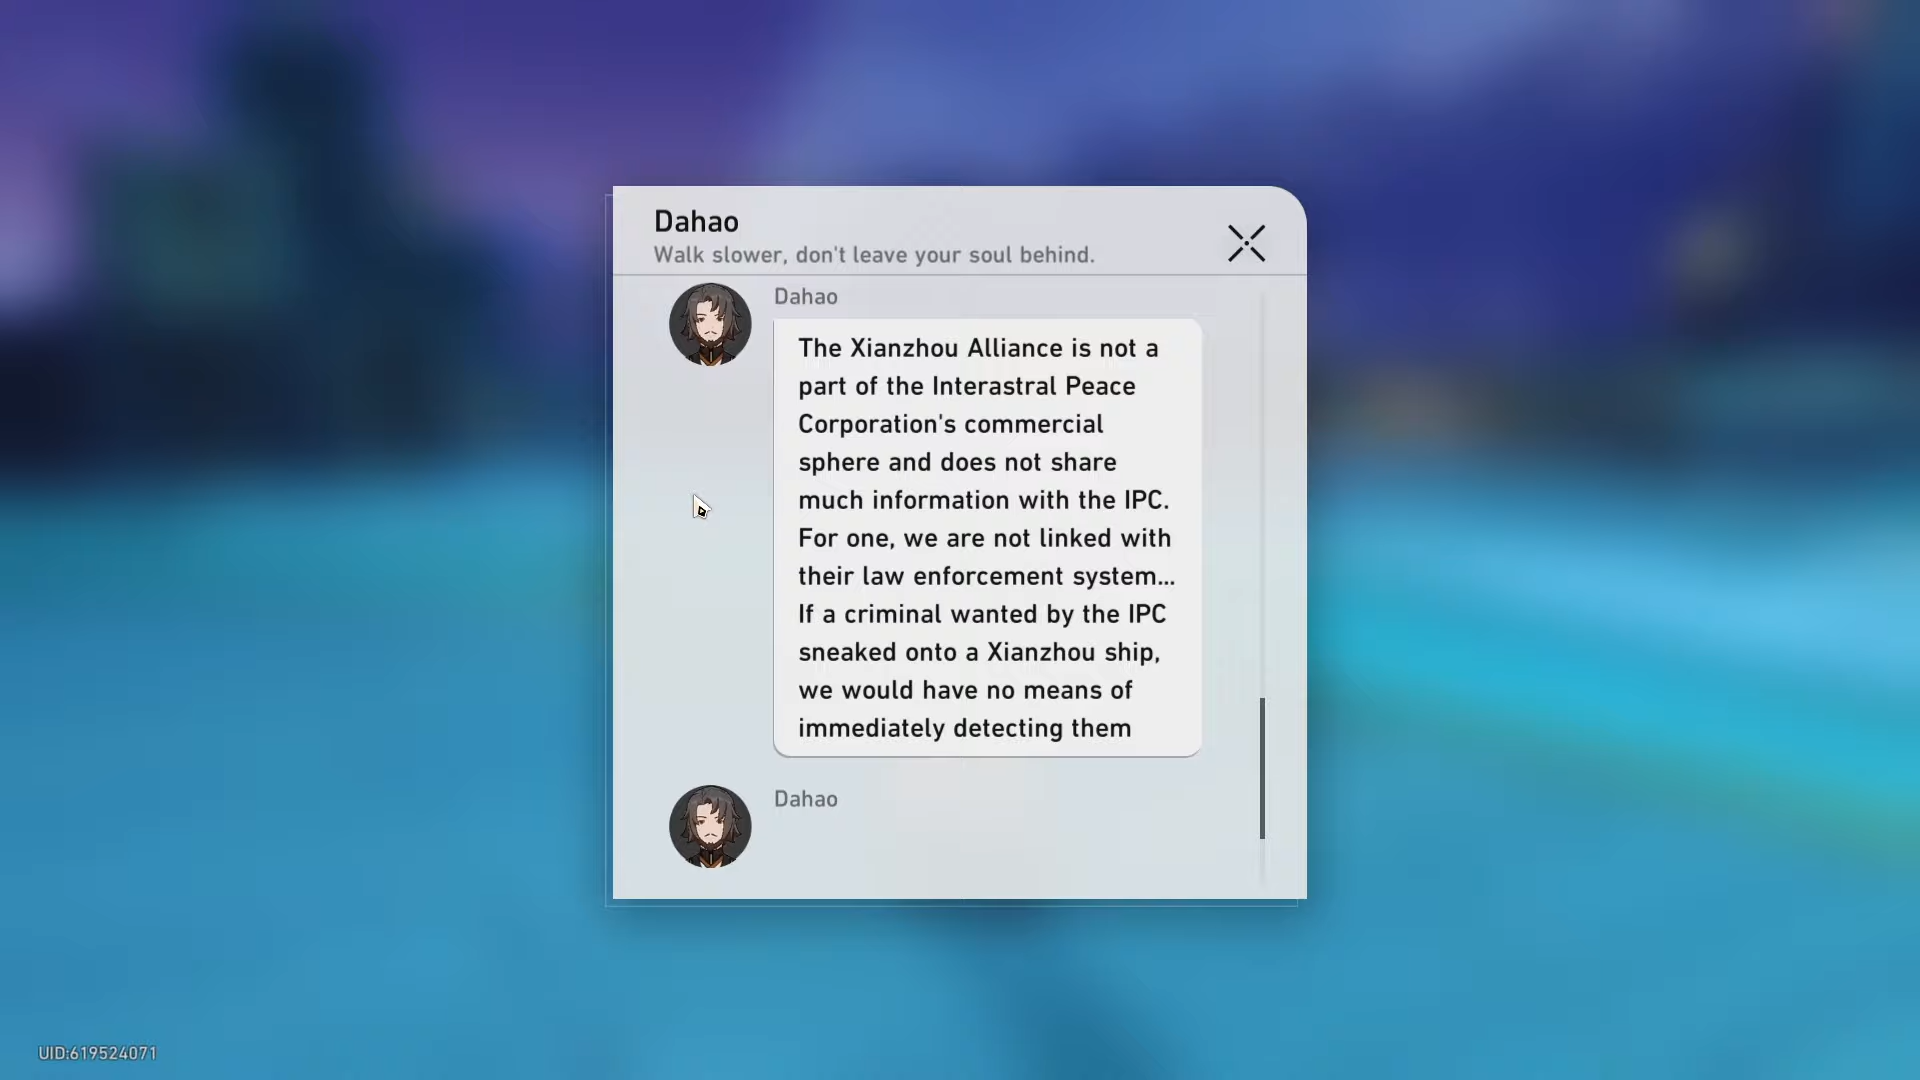 Dahao
Walk slower, don't leave your soul behind.
Dahao
The Xianzhou Alliance is not a
part of the Interastral Peace
Corporation's commercial
sphere and does not share
much information with the IPC.
For one, we are not linked with
their law enforcement system...
If a criminal wanted by the IPC
sneaked onto a Xianzhou ship,
we would have no means of
immediately detecting them
Dahao
UID:619524071